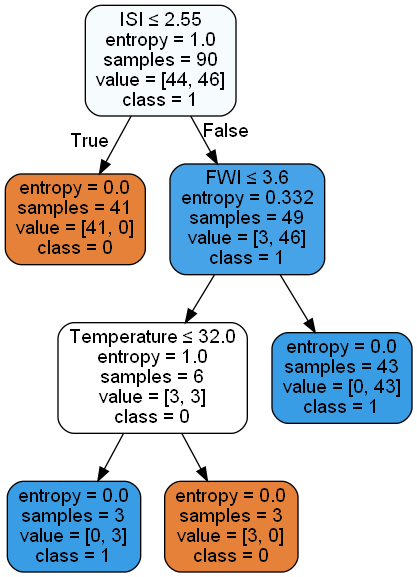 ISI ≤ 2.55
entropy = 1.0
samples = 90
value = [44, 46]
class = 1
True
False
entropy = 0.0
samples = 41
value = [41, 0]
class = 0
FWI ≤ 3.6
entropy = 0.332
samples = 49
value = [3, 46]
class = 1
Temperature ≤ 32.0
entropy = 1.0
samples = 6
value = [3, 3]
class = 0
entropy = 0.0
samples = 43
value = [0, 43]
class = 1
entropy = 0.0
samples = 3
value = [0, 3]
class = 1
entropy = 0.0
samples = 3
value = [3, 0]
class = 0